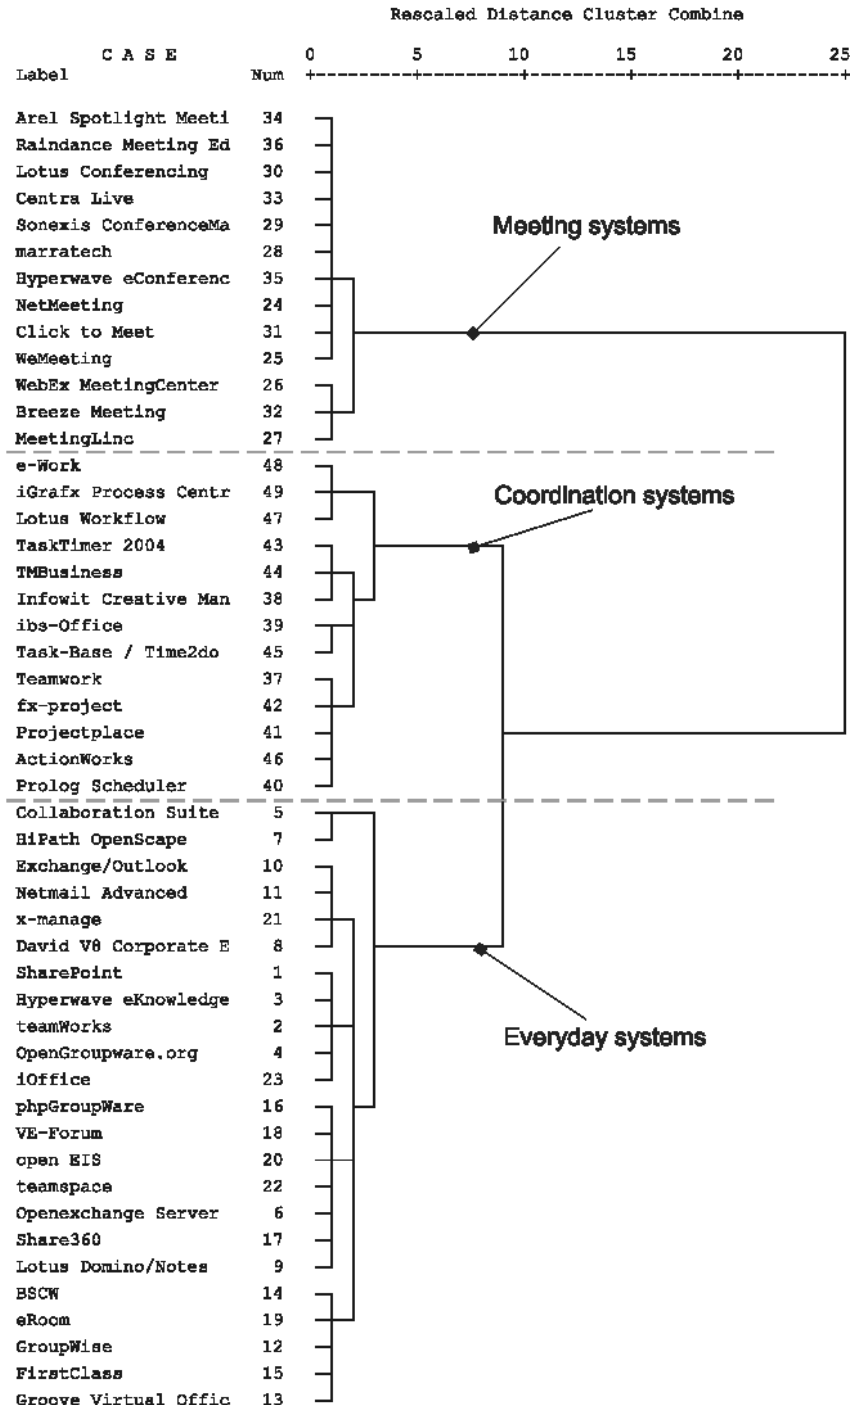 Rescaled Distance Cluster Combine
C A S E 0 5 10 15 20 25
Label Num
Arel Spotlight Meeti 34
Raindance Meeting Ed 36
Lotus Conferencing 30
Centra Live 33
Sonexis ConferenceMa 29
Meeting systems
marratech 28
Hyperwave eConferenc 35
NetMeeting 24
Click to Meet 31
WeMeeting 25
WebEx MeetingCenter 26
Breeze Meeting 32
MeetingLinc 27
e-Work 48
iGrafx Process Centr 49
Coordination systems
Lotus Workflow 47
TaskTimer 2004 43
TMBusiness 44
Infowit Creative Man 38
ibs-Office 39
Task-Base / Time2do 45
Teamwork 37
fx-project 42
Projectplace 41
ActionWorks 46
Prolog Scheduler 40
Collaboration Suite 5
HiPath OpenScape 7
Exchange/Outlook 10
Netmail Advanced 11
x-manage 21
David V8 Corporate E 8
SharePoint 1
Hyperwave eKnowledge 3
teamWorks 2
Everyday systems
OpenGroupware.org 4
iOffice 23
phpGroupWare 16
VE-Forum 18
open EIS 20
teamspace 22
Openexchange Server 6
Share360 17
Lotus Domino/Notes 9
BSCW 14
eRoom 19
GroupWise 12
FirstClass 15
Groove Virtual Offic 13